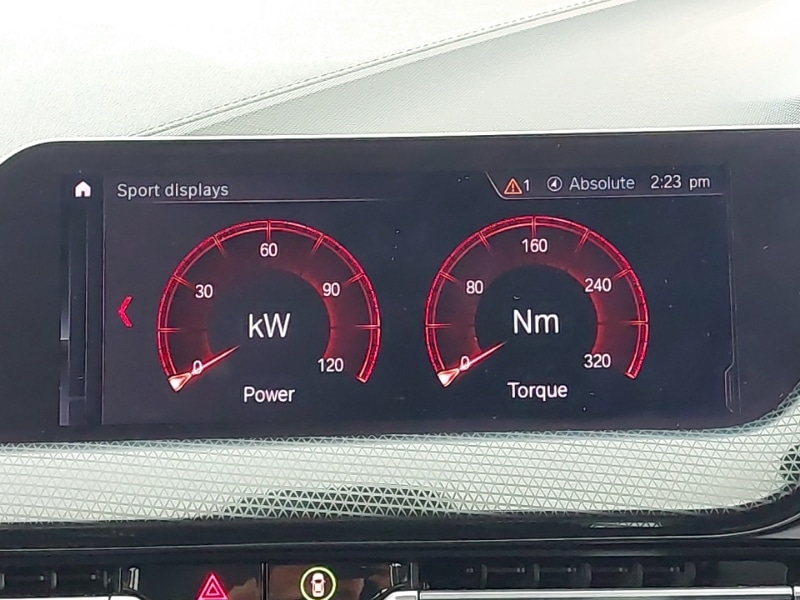 Sport displays
1 Absolute 2:23 pm
60
30 90
kW
0 120
Power
160
80 240
Nm
0 320
Torque